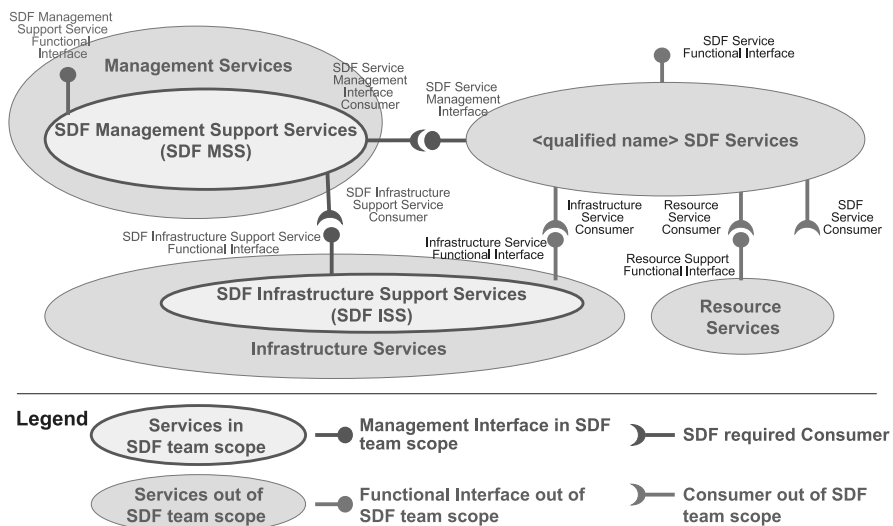 SDF Management
Support Service
Functional
Interface
Management Services
SDF Service
Management
Interface
Consumer
SDF Service
Management
Interface
SDF Service
Functional Interface
SDF Management Support Services
(SDF MSS)
<qualified name> SDF Services
SDF Infrastructure
Support Service
Consumer
Infrastructure
Service
Consumer
Resource
Service
Consumer
SDF
Service
Consumer
SDF Infrastructure Support Service
Functional Interface
Infrastructure Service
Functional Interface
Resource Support
Functional Interface
SDF Infrastructure Support Services
(SDF ISS)
Infrastructure Services
Resource
Services
Legend
Services in
SDF team scope
Management Interface in SDF
team scope
SDF required Consumer
Services out of
SDF team scope
Functional Interface out of
SDF team scope
Consumer out of SDF
team scope